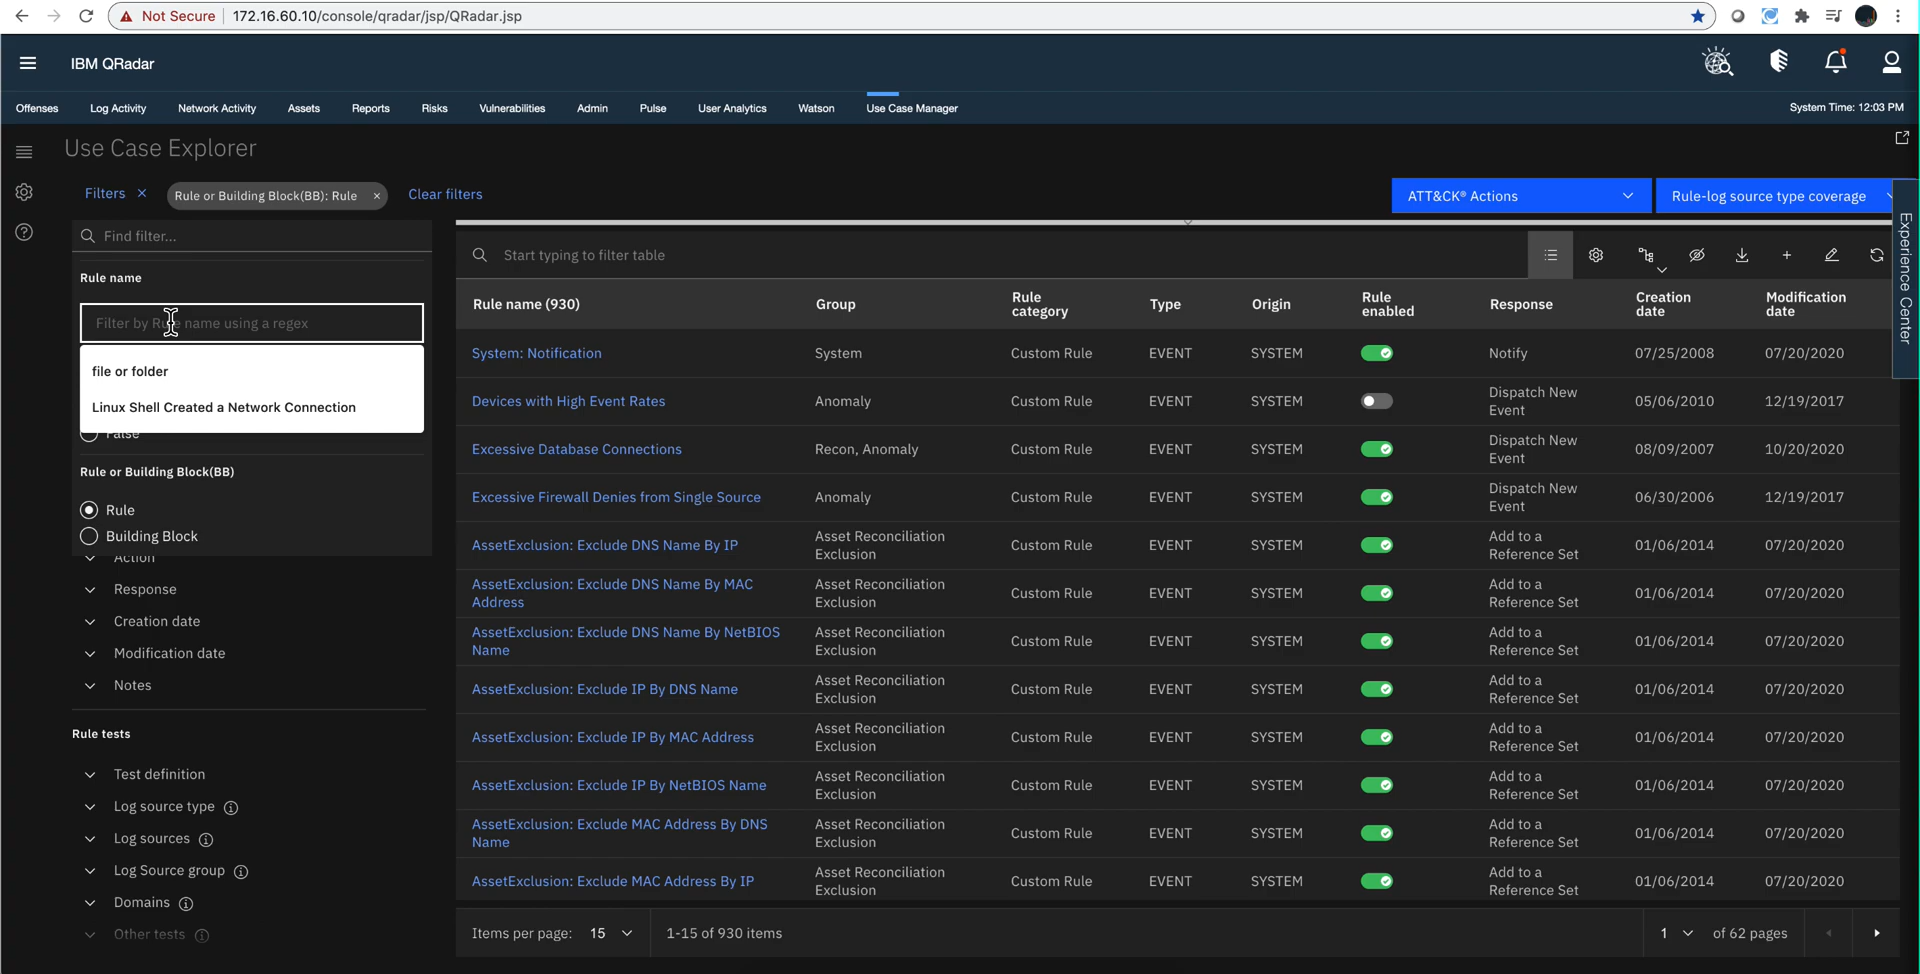 Not Secure 172.16.60.10/console/qradar/jsp/QRadar.jsp
IBM QRadar
Offenses Log Activity Network Activity Assets Reports Risks Vulnerabilities Admin Pulse User Analytics Watson Use Case Manager System Time: 12:03 PM
Use Case Explorer
Filters × Rule or Building Block(BB): Rule × Clear filters ATT&CK® Actions Rule-log source type coverage
Experience Center
Find filter...
Rule name
Filter by Rule name using a regex
file or folder
Linux Shell Created a Network Connection
False
Rule or Building Block(BB)
Rule
Building Block
Action
Response
Creation date
Modification date
Notes
Rule tests
Test definition
Log source type
Log sources
Log Source group
Domains
Other tests
Start typing to filter table
Rule name (930) Group Rule category Type Origin Rule enabled Response Creation date Modification date
System: Notification System Custom Rule EVENT SYSTEM Notify 07/25/2008 07/20/2020
Devices with High Event Rates Anomaly Custom Rule EVENT SYSTEM Dispatch New Event 05/06/2010 12/19/2017
Excessive Database Connections Recon, Anomaly Custom Rule EVENT SYSTEM Dispatch New Event 08/09/2007 10/20/2020
Excessive Firewall Denies from Single Source Anomaly Custom Rule EVENT SYSTEM Dispatch New Event 06/30/2006 12/19/2017
AssetExclusion: Exclude DNS Name By IP Asset Reconciliation Exclusion Custom Rule EVENT SYSTEM Add to a Reference Set 01/06/2014 07/20/2020
AssetExclusion: Exclude DNS Name By MAC Address Asset Reconciliation Exclusion Custom Rule EVENT SYSTEM Add to a Reference Set 01/06/2014 07/20/2020
AssetExclusion: Exclude DNS Name By NetBIOS Name Asset Reconciliation Exclusion Custom Rule EVENT SYSTEM Add to a Reference Set 01/06/2014 07/20/2020
AssetExclusion: Exclude IP By DNS Name Asset Reconciliation Exclusion Custom Rule EVENT SYSTEM Add to a Reference Set 01/06/2014 07/20/2020
AssetExclusion: Exclude IP By MAC Address Asset Reconciliation Exclusion Custom Rule EVENT SYSTEM Add to a Reference Set 01/06/2014 07/20/2020
AssetExclusion: Exclude IP By NetBIOS Name Asset Reconciliation Exclusion Custom Rule EVENT SYSTEM Add to a Reference Set 01/06/2014 07/20/2020
AssetExclusion: Exclude MAC Address By DNS Name Asset Reconciliation Exclusion Custom Rule EVENT SYSTEM Add to a Reference Set 01/06/2014 07/20/2020
AssetExclusion: Exclude MAC Address By IP Asset Reconciliation Exclusion Custom Rule EVENT SYSTEM Add to a Reference Set 01/06/2014 07/20/2020
Items per page: 15 1-15 of 930 items 1 of 62 pages